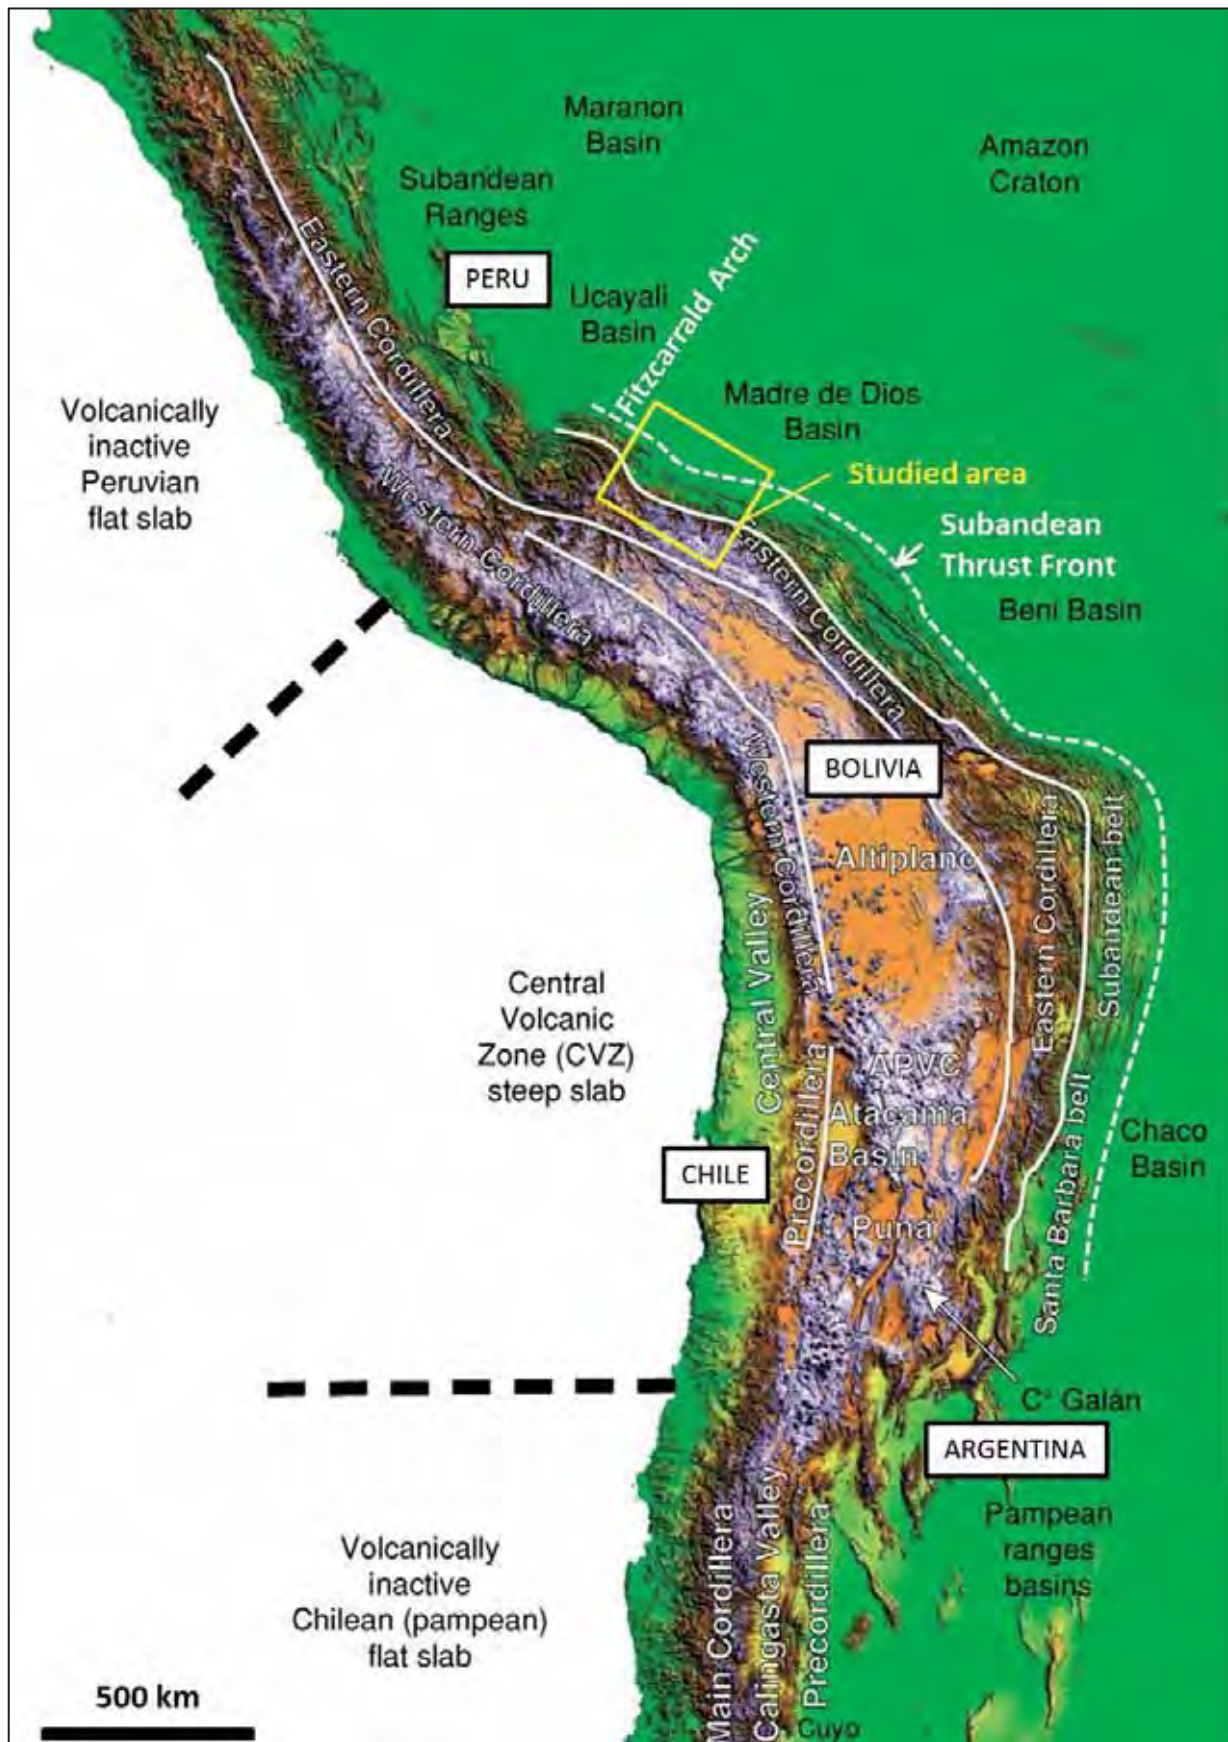 Maranon
Basin
Amazon
Craton
Subandean
Ranges
PERU
Ucayali
Basin
Fitzcarrald Arch
Eastern Cordillera
Madre de Dios
Basin
Studied area
Volcanically
inactive
Peruvian
flat slab
Western Cordillera
Subandean
Thrust Front
Eastern Cordillera
Beni Basin
BOLIVIA
Western Cordillera
Altiplano
Central Valley
Eastern Cordillera
Subandean belt
Central
Volcanic
Zone (CVZ)
steep slab
APVC
Atacama
Basin
Precordillera
CHILE
Chaco
Basin
Puna
Santa Barbara belt
C° Galán
ARGENTINA
Pampean
ranges
basins
Volcanically
inactive
Chilean (pampean)
flat slab
Main Cordillera
Calingasta Valley
Precordillera
500 km
Cuyo